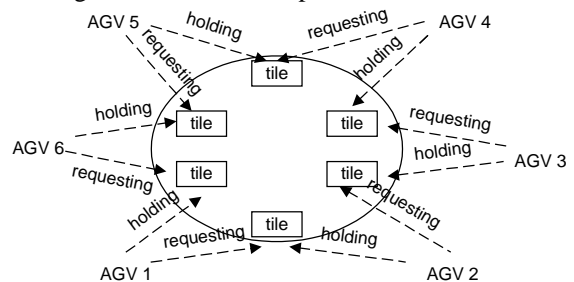 AGV 5
holding
requesting
AGV 4
requesting
tile
holding
holding
tile
tile
requesting
AGV 6
holding
AGV 3
requesting
tile
tile
holding
requesting
requesting
tile
holding
AGV 1
AGV 2